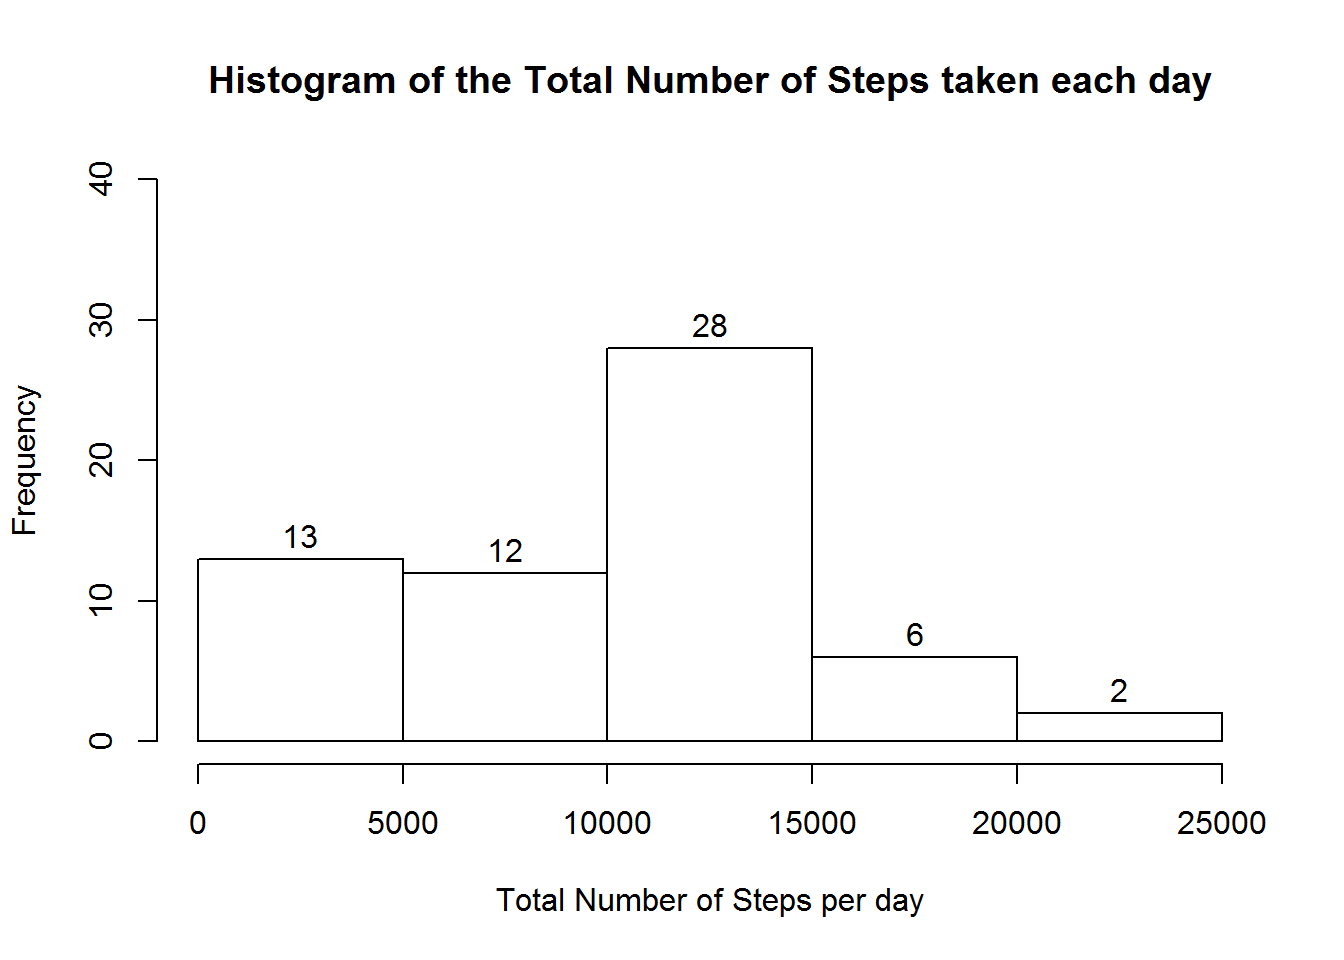 Histogram of the Total Number of Steps taken each day
40
30
20
10
0
Frequency
13
12
28
6
2
0 5000 10000 15000 20000 25000
Total Number of Steps per day